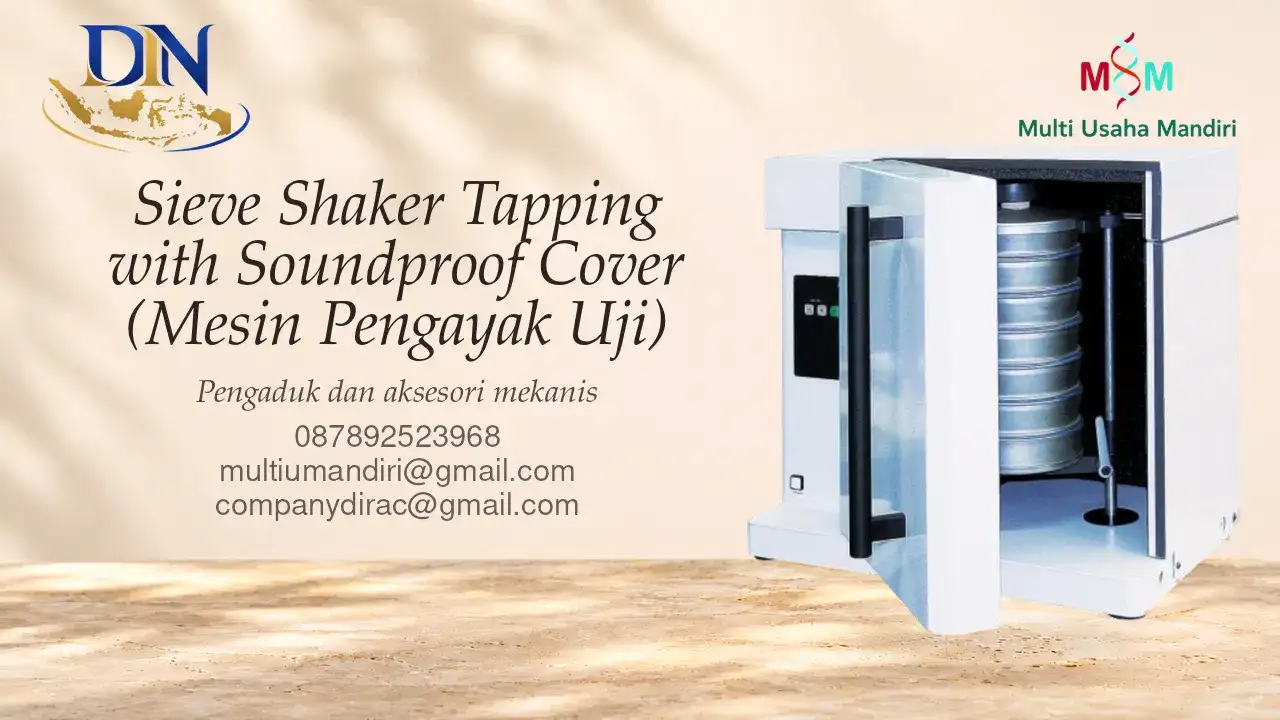 DIN
M M
Multi Usaha Mandiri
Sieve Shaker Tapping
with Soundproof Cover
(Mesin Pengayak Uji)
Pengaduk dan aksesori mekanis
087892523968
multiumandiri@gmail.com
companydirac@gmail.com